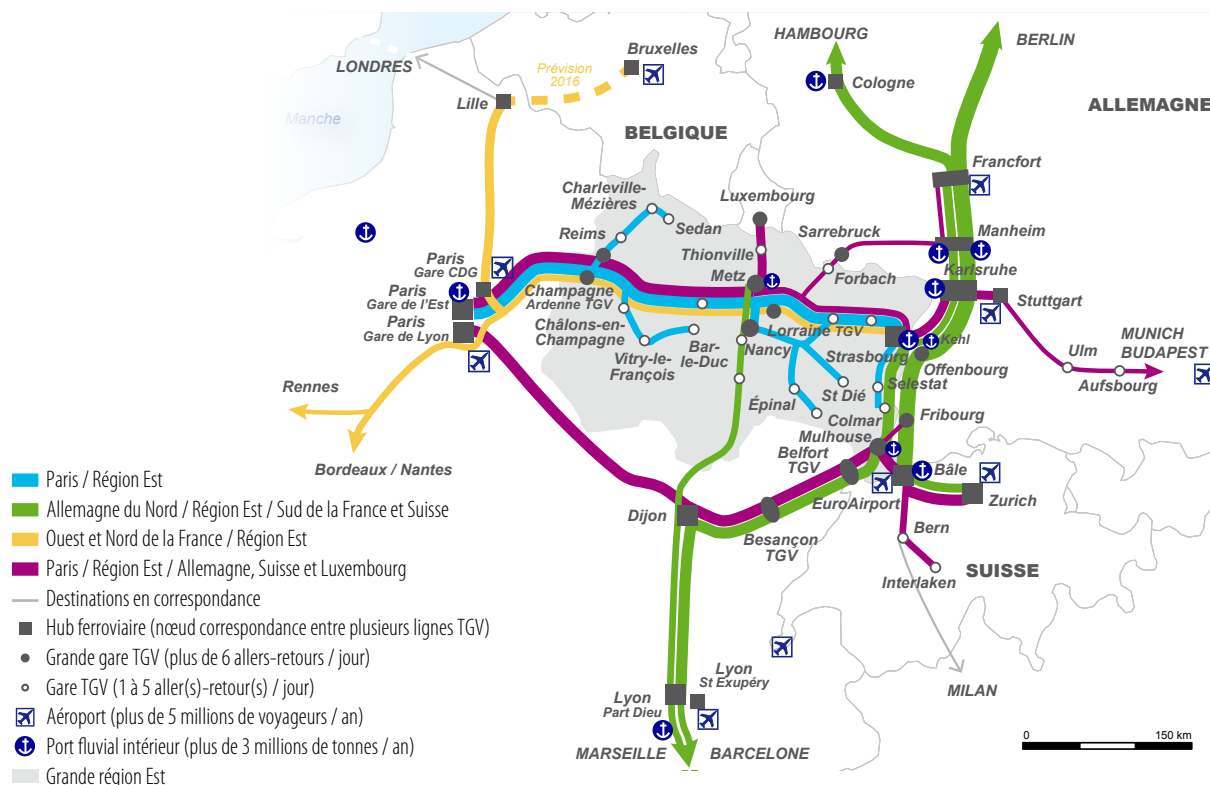 HAMBOURG
BERLIN
Bruxelles
LONDRES
Prévision
2016
Cologne
Lille
ALLEMAGNE
Manche
BELGIQUE
Francfort
Charleville-
Mézières
Luxembourg
Sedan
Sarrebruck
Manheim
Reims
Thionville
Paris
Gare CDG
Metz
Forbach
Karlsruhe
Paris
Gare de l'Est
Champagne
Ardenne TGV
Stuttgart
Paris
Gare de Lyon
Châlons-en-
Champagne
Lorraine TGV
Kehl
MUNICH
BUDAPEST
Bar-
le-Duc
Nancy
Strasbourg
Ulm
Vitry-le-
François
Offenbourg
Aufsbourg
Selestat
Rennes
St Dié
Épinal
Colmar
Fribourg
Mulhouse
Bordeaux / Nantes
Belfort
TGV
Bâle
Paris / Région Est
EuroAirport
Zurich
Allemagne du Nord / Région Est / Sud de la France et Suisse
Dijon
Bern
Ouest et Nord de la France / Région Est
Besançon
TGV
Paris / Région Est / Allemagne, Suisse et Luxembourg
SUISSE
Interlaken
Destinations en correspondance
Hub ferroviaire (nœud correspondance entre plusieurs lignes TGV)
Grande gare TGV (plus de 6 allers-retours / jour)
Lyon
St Exupéry
Gare TGV (1 à 5 aller(s)-retour(s) / jour)
Lyon
Part Dieu
MILAN
Aéroport (plus de 5 millions de voyageurs / an)
Port fluvial intérieur (plus de 3 millions de tonnes / an)
MARSEILLE
BARCELONE
0
150 km
Grande région Est